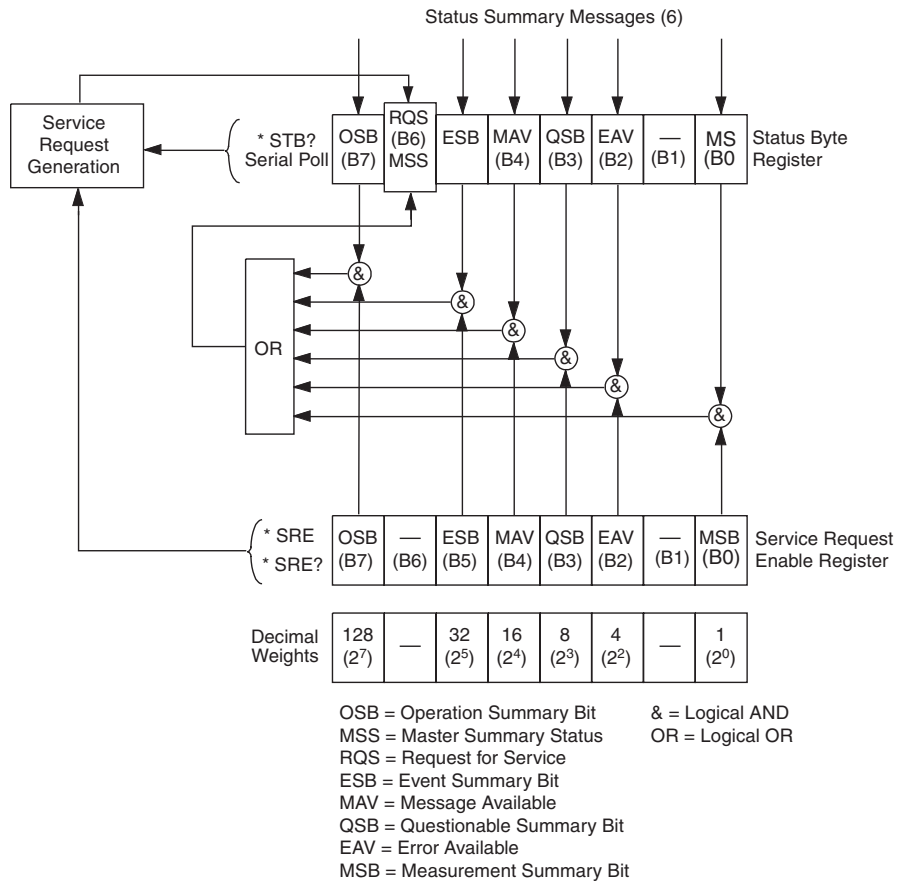 Status Summary Messages (6)
Service
Request
Generation
* STB?
Serial Poll
OSB
(B7)
RQS
(B6)
MSS
ESB
MAV
(B4)
QSB
(B3)
EAV
(B2)
—
(B1)
MS
(B0
Status Byte
Register
&
&
&
&
&
&
OR
* SRE
* SRE?
OSB
(B7)
—
(B6)
ESB
(B5)
MAV
(B4)
QSB
(B3)
EAV
(B2)
—
(B1)
MSB
(B0)
Service Request
Enable Register
Decimal
Weights
128
(2⁷)
—
32
(2⁵)
16
(2⁴)
8
(2³)
4
(2²)
—
1
(2⁰)
OSB = Operation Summary Bit
MSS = Master Summary Status
RQS = Request for Service
ESB = Event Summary Bit
MAV = Message Available
QSB = Questionable Summary Bit
EAV = Error Available
MSB = Measurement Summary Bit
& = Logical AND
OR = Logical OR